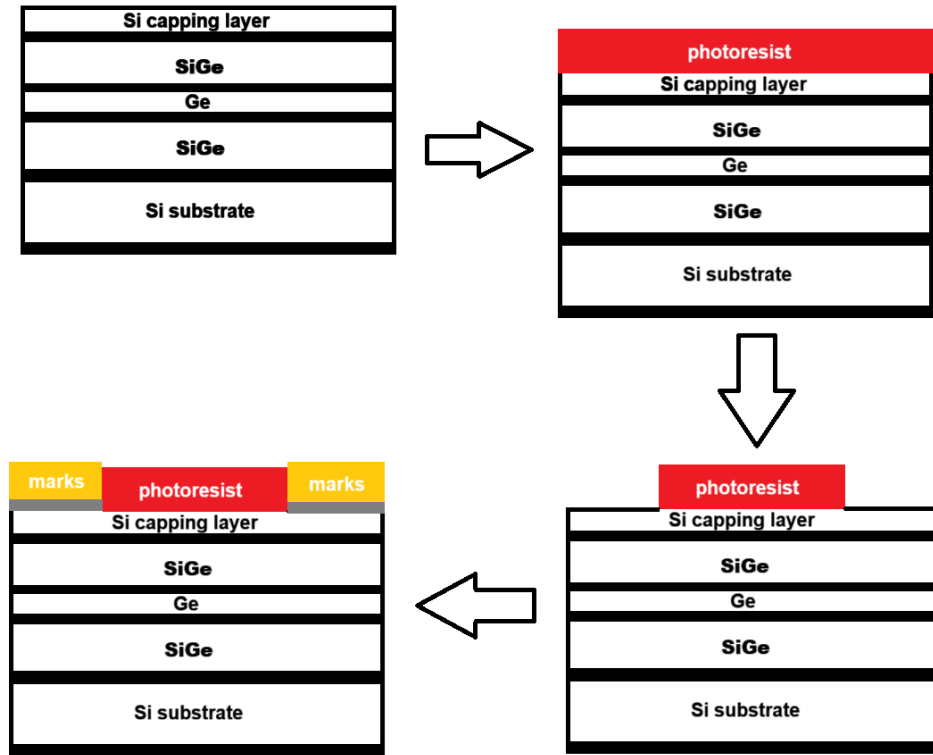 Si capping layer
SiGe
Ge
SiGe
Si substrate
photoresist
Si capping layer
SiGe
Ge
SiGe
Si substrate
photoresist
Si capping layer
SiGe
Ge
SiGe
Si substrate
marks
photoresist
marks
Si capping layer
SiGe
Ge
SiGe
Si substrate